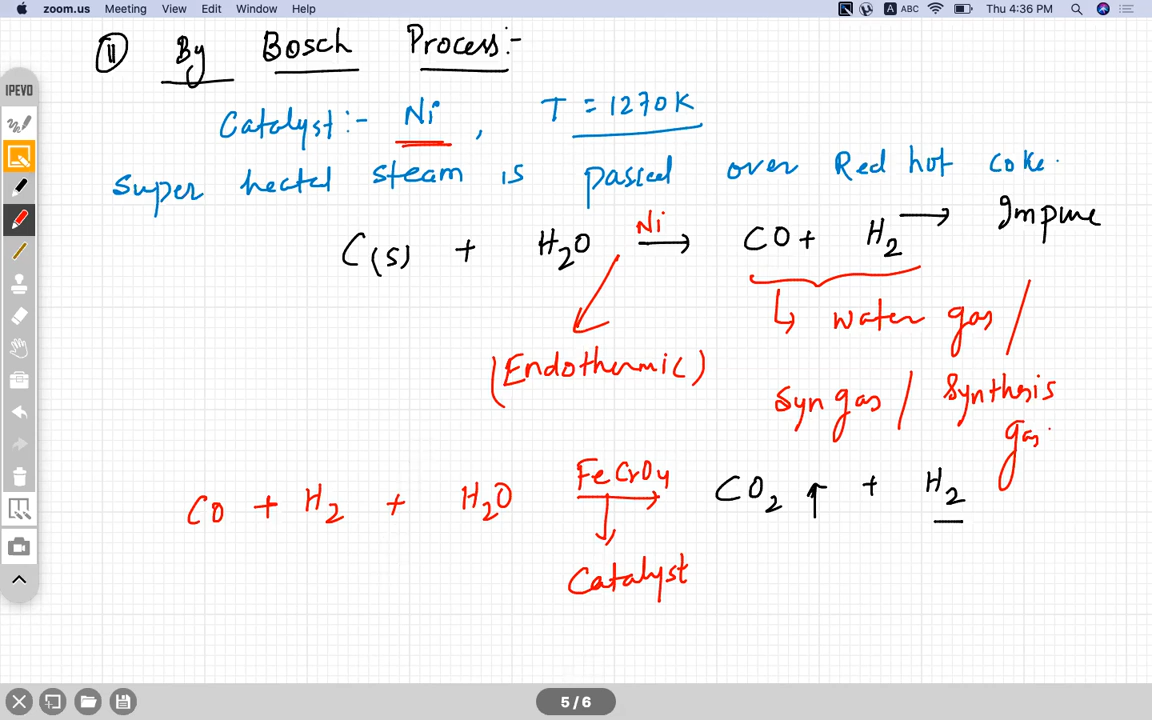 zoom.us Meeting View Edit Window Help ABC Thu 4:36 PM
II By Bosch Process:-
IPEVO
Catalyst:- Ni, T = 1270K
super hected steam is passed over Red hot coke.
Ni
C(s) + H2O → CO + H2 → Impure
↳ water gas /
(Endothermic)
Syn gas / Synthesis
gas.
FeCrO4
CO + H2 + H2O → CO2 ↑ + H2
Catalyst
5/6